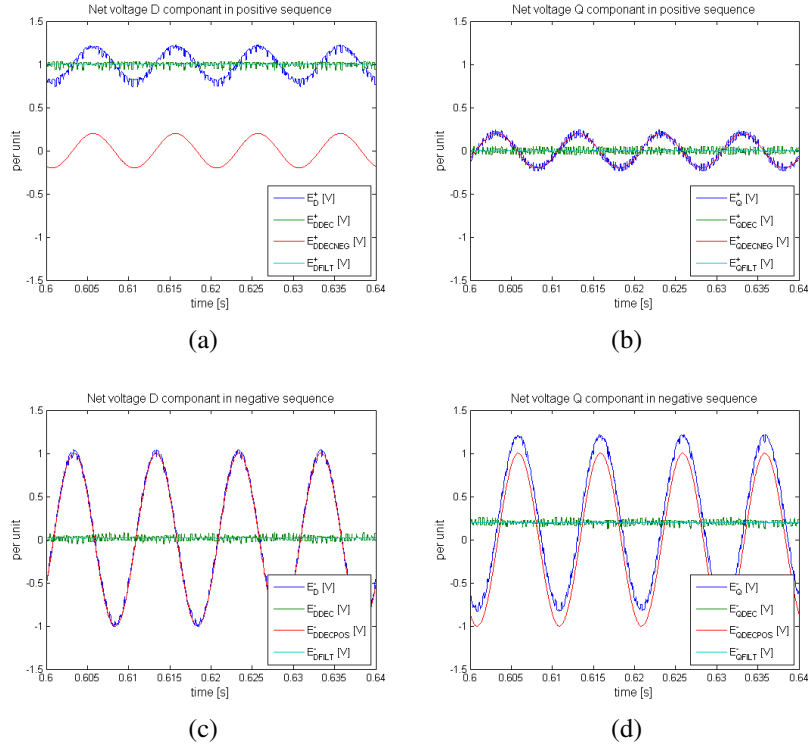 Net voltage D componant in positive sequence
1.5
1
0.5
0
-0.5
-1
-1.5
per unit
E+D [V]
E+DDEC [V]
E+DDECNEG [V]
E+DFILT [V]
0.6 0.605 0.61 0.615 0.62 0.625 0.63 0.635 0.64
time [s]
(a)
Net voltage Q componant in positive sequence
1.5
1
0.5
0
-0.5
-1
-1.5
per unit
E+Q [V]
E+QDEC [V]
E+QDECNEG [V]
E+QFILT [V]
0.6 0.605 0.61 0.615 0.62 0.625 0.63 0.635 0.64
time [s]
(b)
Net voltage D componant in negative sequence
1.5
1
0.5
0
-0.5
-1
-1.5
per unit
E-D [V]
E-DDEC [V]
E-DDECPOS [V]
E-DFILT [V]
0.6 0.605 0.61 0.615 0.62 0.625 0.63 0.635 0.64
time [s]
(c)
Net voltage Q componant in negative sequence
1.5
1
0.5
0
-0.5
-1
-1.5
per unit
E-Q [V]
E-QDEC [V]
E-QDECPOS [V]
E-QFILT [V]
0.6 0.605 0.61 0.615 0.62 0.625 0.63 0.635 0.64
time [s]
(d)